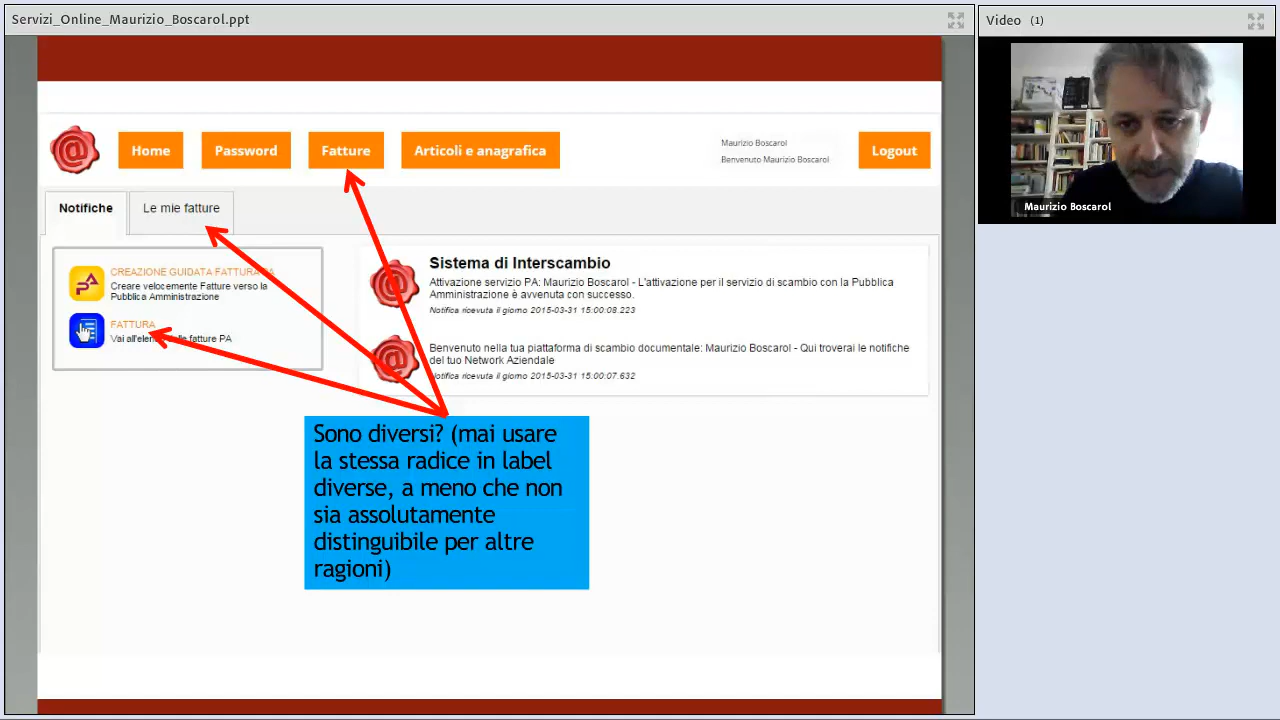 Servizi_Online_Maurizio_Boscarol.ppt
Video (1)
Maurizio Boscarol
Home
Password
Fatture
Articoli e anagrafica
Maurizio Boscarol
Benvenuto Maurizio Boscarol
Logout
Notifiche
Le mie fatture
CREAZIONE GUIDATA FATTURA PA
Creare velocemente Fatture verso la
Pubblica Amministrazione
FATTURA
Vai all'elenco delle fatture PA
Sistema di Interscambio
Attivazione servizio PA: Maurizio Boscarol - L'attivazione per il servizio di scambio con la Pubblica
Amministrazione è avvenuta con successo.
Notifica ricevuta il giorno 2015-03-31 15:00:08.223
Benvenuto nella tua piattaforma di scambio documentale: Maurizio Boscarol - Qui troverai le notifiche
del tuo Network Aziendale
Notifica ricevuta il giorno 2015-03-31 15:00:07.632
Sono diversi? (mai usare
la stessa radice in label
diverse, a meno che non
sia assolutamente
distinguibile per altre
ragioni)